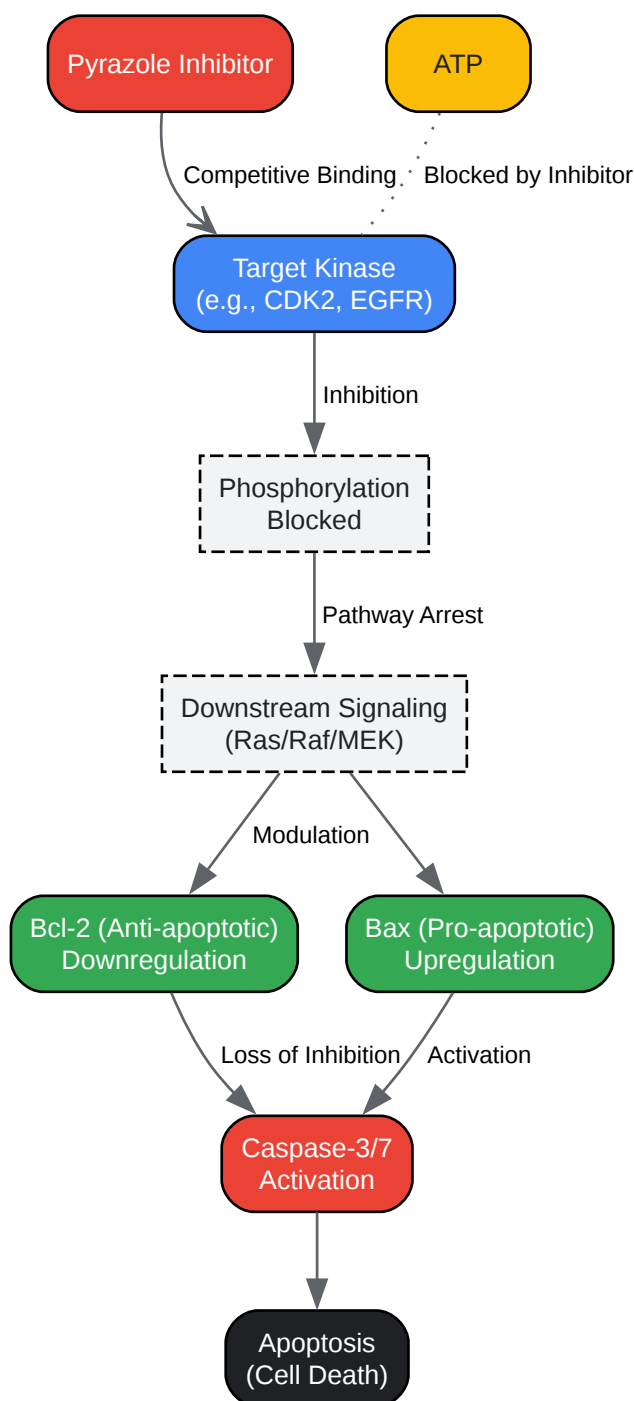 Pyrazole Inhibitor
ATP
Competitive Binding
Blocked by Inhibitor
Target Kinase
(e.g., CDK2, EGFR)
Inhibition
Phosphorylation
Blocked
Pathway Arrest
Downstream Signaling
(Ras/Raf/MEK)
Modulation
Bcl-2 (Anti-apoptotic)
Downregulation
Bax (Pro-apoptotic)
Upregulation
Loss of Inhibition
Activation
Caspase-3/7
Activation
Apoptosis
(Cell Death)